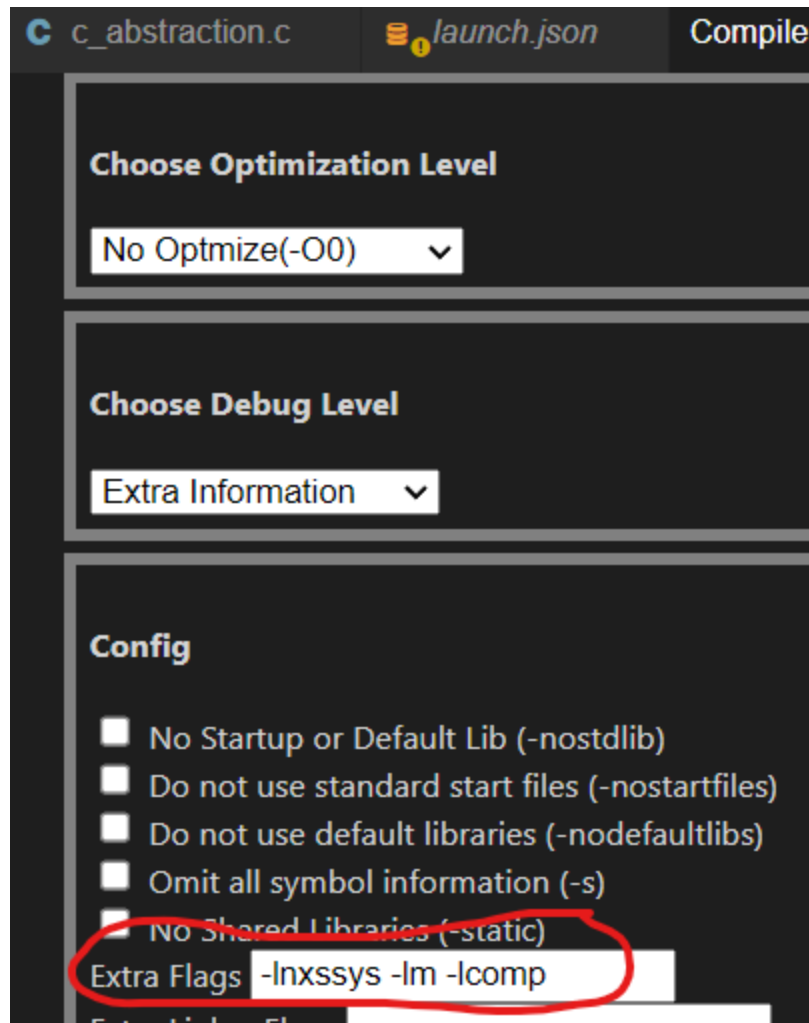 C c_abstraction.c launch.json Compile
Choose Optimization Level
No Optmize(-O0)
Choose Debug Level
Extra Information
Config
No Startup or Default Lib (-nostdlib)
Do not use standard start files (-nostartfiles)
Do not use default libraries (-nodefaultlibs)
Omit all symbol information (-s)
No Shared Libraries (-static)
Extra Flags -lnxssys -lm -lcomp